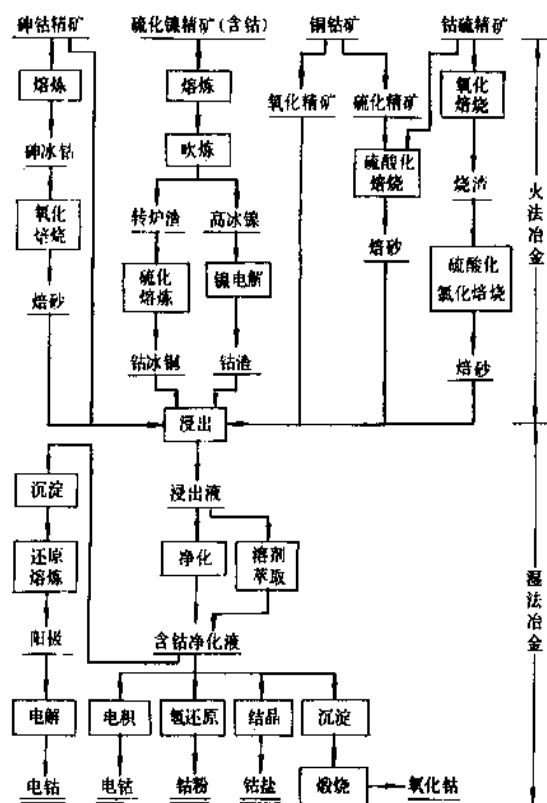 砷钴精矿
硫化镍精矿(含钴)
铜钴矿
钴硫精矿
熔炼
熔炼
氧化精矿
硫化精矿
氧化
焙烧
砷冰钴
吹炼
硫酸化
焙烧
烧渣
氧化
焙烧
转炉渣
高冰镍
焙砂
硫酸化
氯化焙烧
焙砂
硫化
熔炼
镍电解
钴冰铜
钴渣
焙砂
浸出
火法冶金
沉淀
浸出液
还原
熔炼
净化
溶剂
萃取
阳极
含钴净化液
电解
电积
氢还原
结晶
沉淀
电钴
电钴
钴粉
钴盐
煅烧
氧化钴
湿法冶金